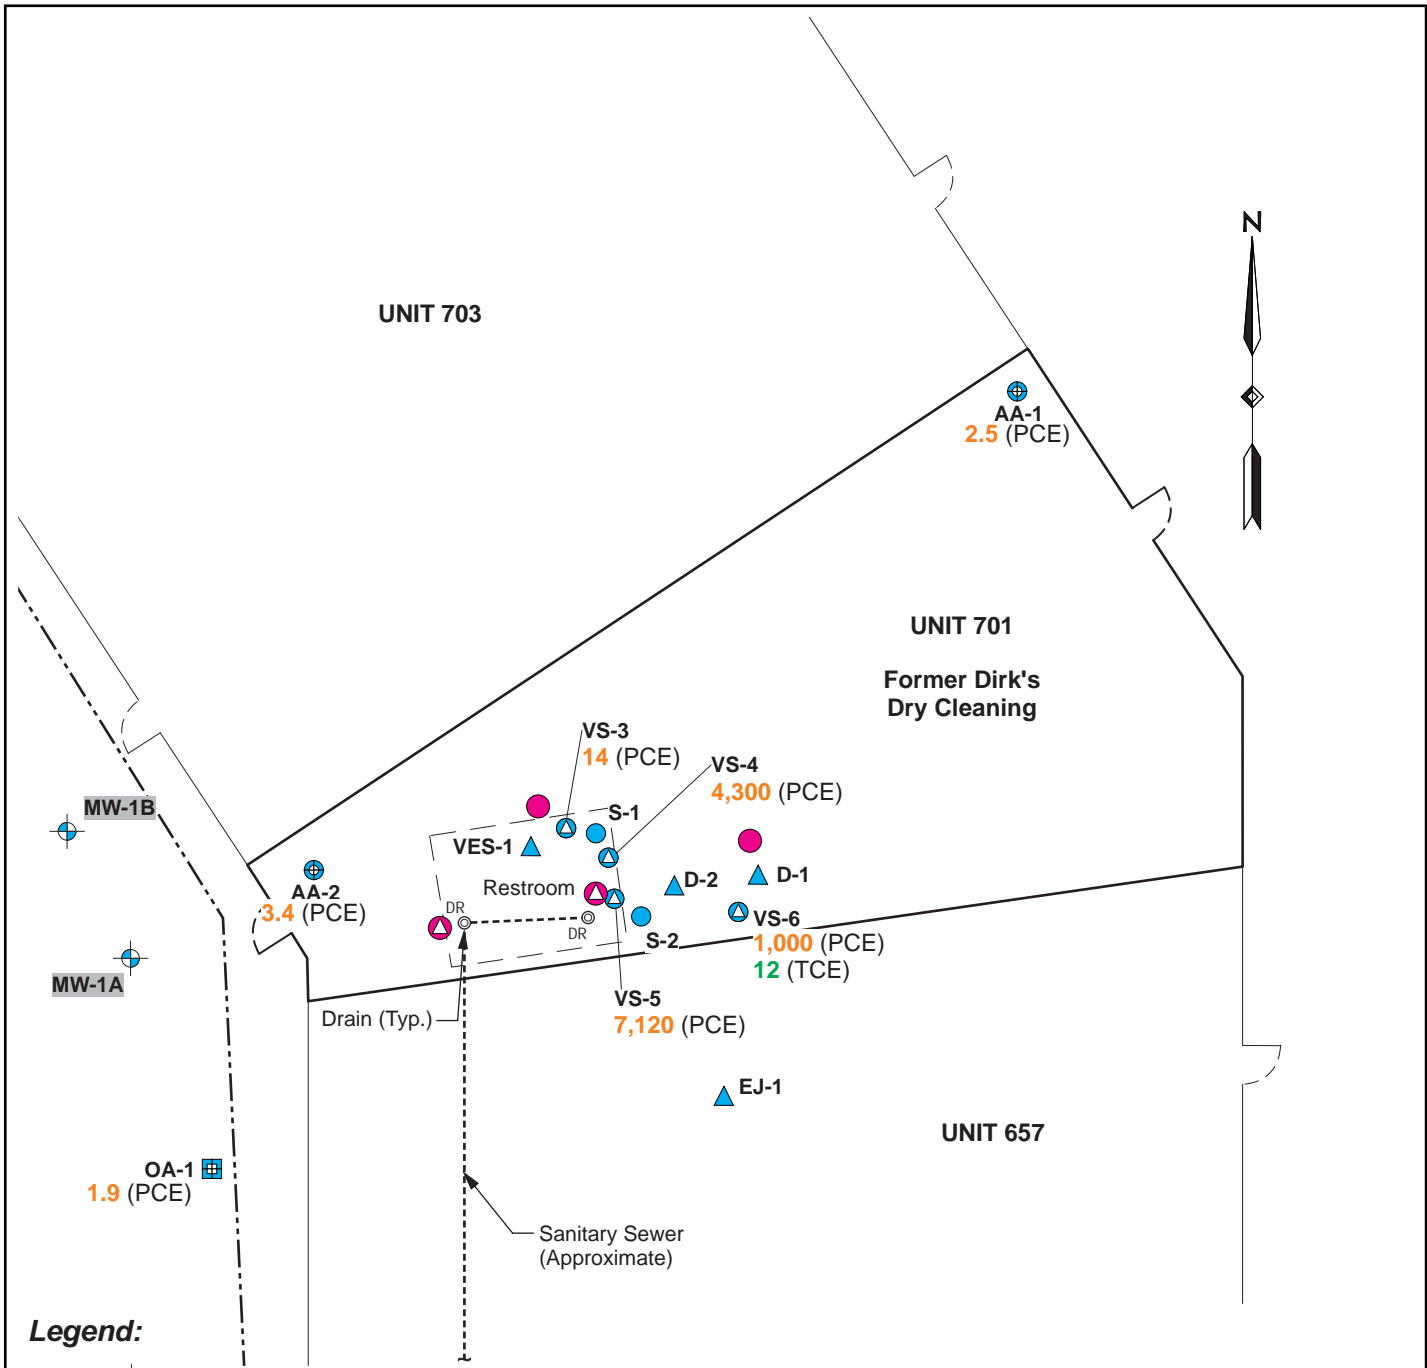 N
UNIT 703
AA-1
2.5 (PCE)
UNIT 701
Former Dirk's
Dry Cleaning
VS-3
14 (PCE)
VS-4
4,300 (PCE)
MW-1B
S-1
VES-1
D-2
D-1
Restroom
AA-2
3.4 (PCE)
DR
DR
S-2
VS-6
1,000 (PCE)
12 (TCE)
MW-1A
VS-5
7,120 (PCE)
Drain (Typ.)
EJ-1
UNIT 657
OA-1
1.9 (PCE)
Sanitary Sewer
(Approximate)
Legend: